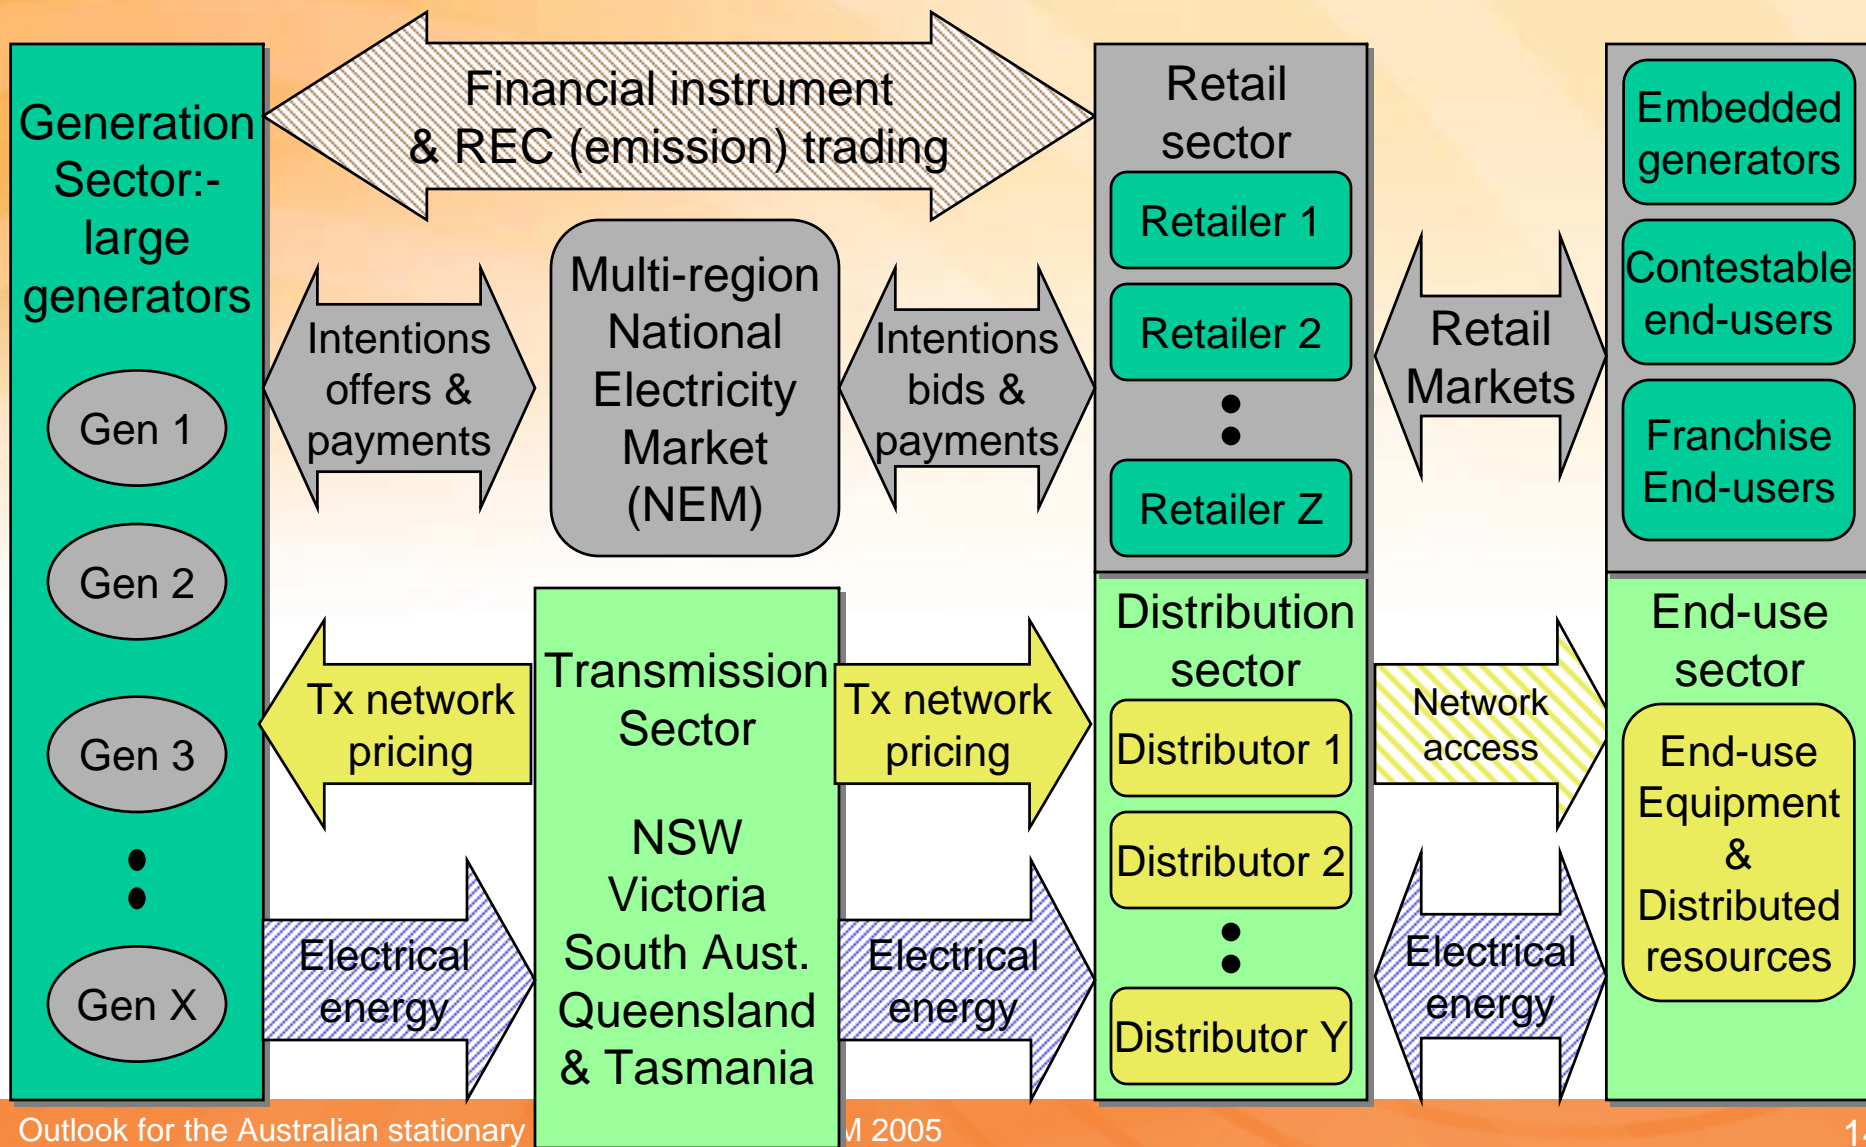 Generation
Sector:-
large
generators
Gen 1
Gen 2
Gen 3
Gen X
Financial instrument
& REC (emission) trading
Intentions
offers &
payments
Multi-region
National
Electricity
Market
(NEM)
Intentions
bids &
payments
Tx network
pricing
Transmission
Sector
NSW
Victoria
South Aust.
Queensland
& Tasmania
Tx network
pricing
Electrical
energy
Electrical
energy
Retail
sector
Retailer 1
Retailer 2
Retailer Z
Distribution
sector
Distributor 1
Distributor 2
Distributor Y
Retail
Markets
Network
access
Electrical
energy
Embedded
generators
Contestable
end-users
Franchise
End-users
End-use
sector
End-use
Equipment
&
Distributed
resources
Outlook for the Australian stationary
M 2005